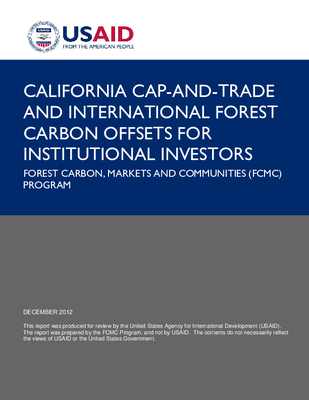 USAID
FROM THE AMERICAN PEOPLE
CALIFORNIA CAP-AND-TRADE
AND INTERNATIONAL FOREST
CARBON OFFSETS FOR
INSTITUTIONAL INVESTORS
FOREST CARBON, MARKETS AND COMMUNITIES (FCMC)
PROGRAM
DECEMBER 2012
This report was produced for review by the United States Agency for International Development (USAID).
The report was prepared by the FCMC Program, and not by USAID. The contents do not necessarily reflect
the views of USAID or the United States Government.